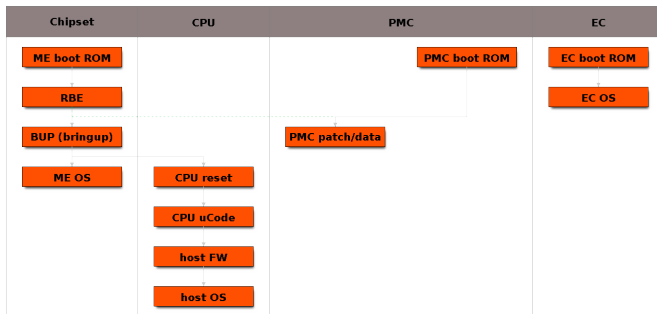 Chipset CPU PMC EC
ME boot ROM PMC boot ROM EC boot ROM
RBE EC OS
BUP (bringup) PMC patch/data
ME OS CPU reset
CPU uCode
host FW
host OS